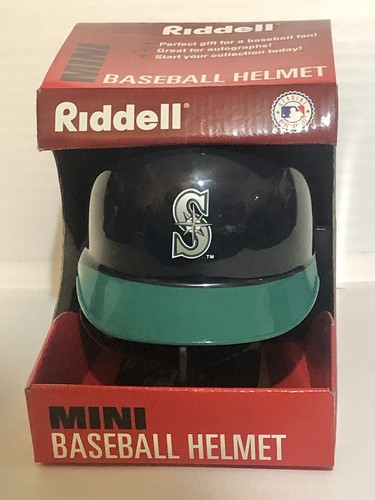 Riddell®
Perfect gift for a baseball fan!
Great for autographs!
Start your collection today!
MINI
BASEBALL HELMET
Riddell®
S
TM
MINI
BASEBALL HELMET